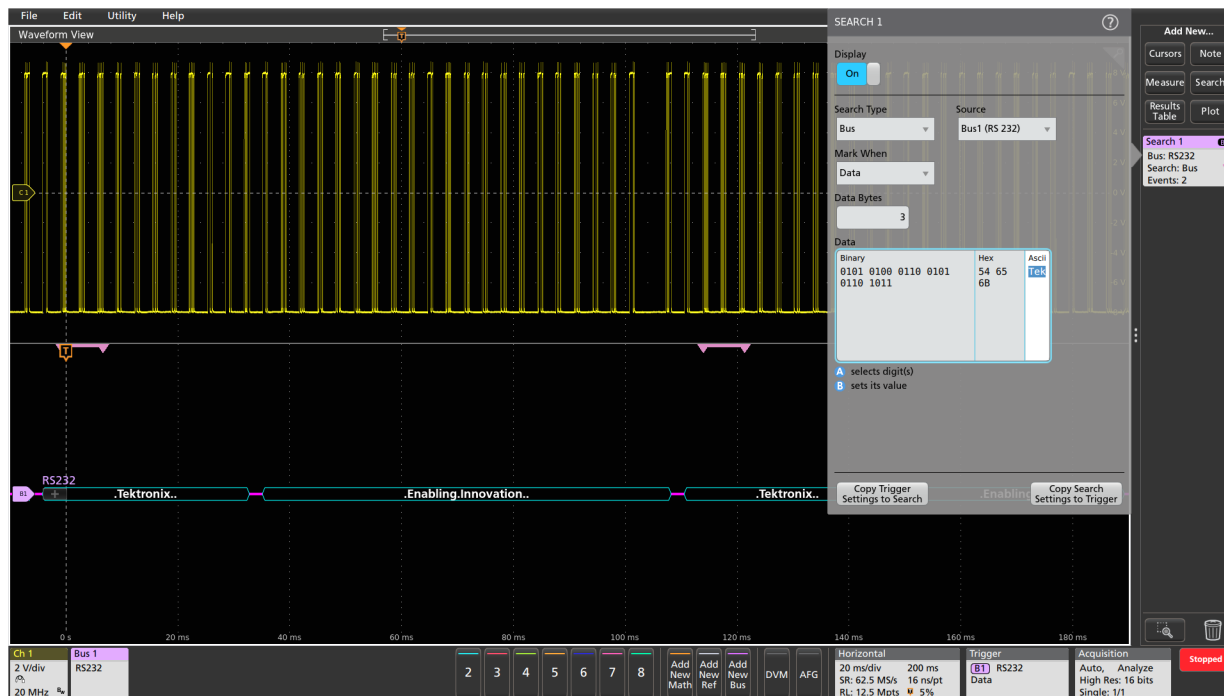 File Edit Utility Help
Waveform View
SEARCH 1
?
Add New...
Display
Cursors Note
On
Measure Search
Search Type Source
Results Table Plot
Bus Bus1 (RS 232)
Mark When
Search 1
Data
Bus: RS232
Search: Bus
Events: 2
Data Bytes
C1
3
Data
Binary Hex Ascii
0101 0100 0110 0101 54 65 Tek
0110 1011 6B
T
A selects digit(s)
B sets its value
RS232
B1 .Tektronix.. .Enabling.Innovation.. .Tektronix.. .Enabling
Copy Trigger Settings to Search
Copy Search Settings to Trigger
0 s 20 ms 40 ms 60 ms 80 ms 100 ms 120 ms 140 ms 160 ms 180 ms
Ch 1
2 V/div
20 MHz Bw
Bus 1
RS232
2 3 4 5 6 7 8
Add New Math
Add New Ref
Add New Bus
DVM AFG
Horizontal
20 ms/div 200 ms
SR: 62.5 MS/s 16 ns/pt
RL: 12.5 Mpts 5%
Trigger
B1 RS232
Data
Acquisition
Auto, Analyze
High Res: 16 bits
Single: 1/1
Stopped